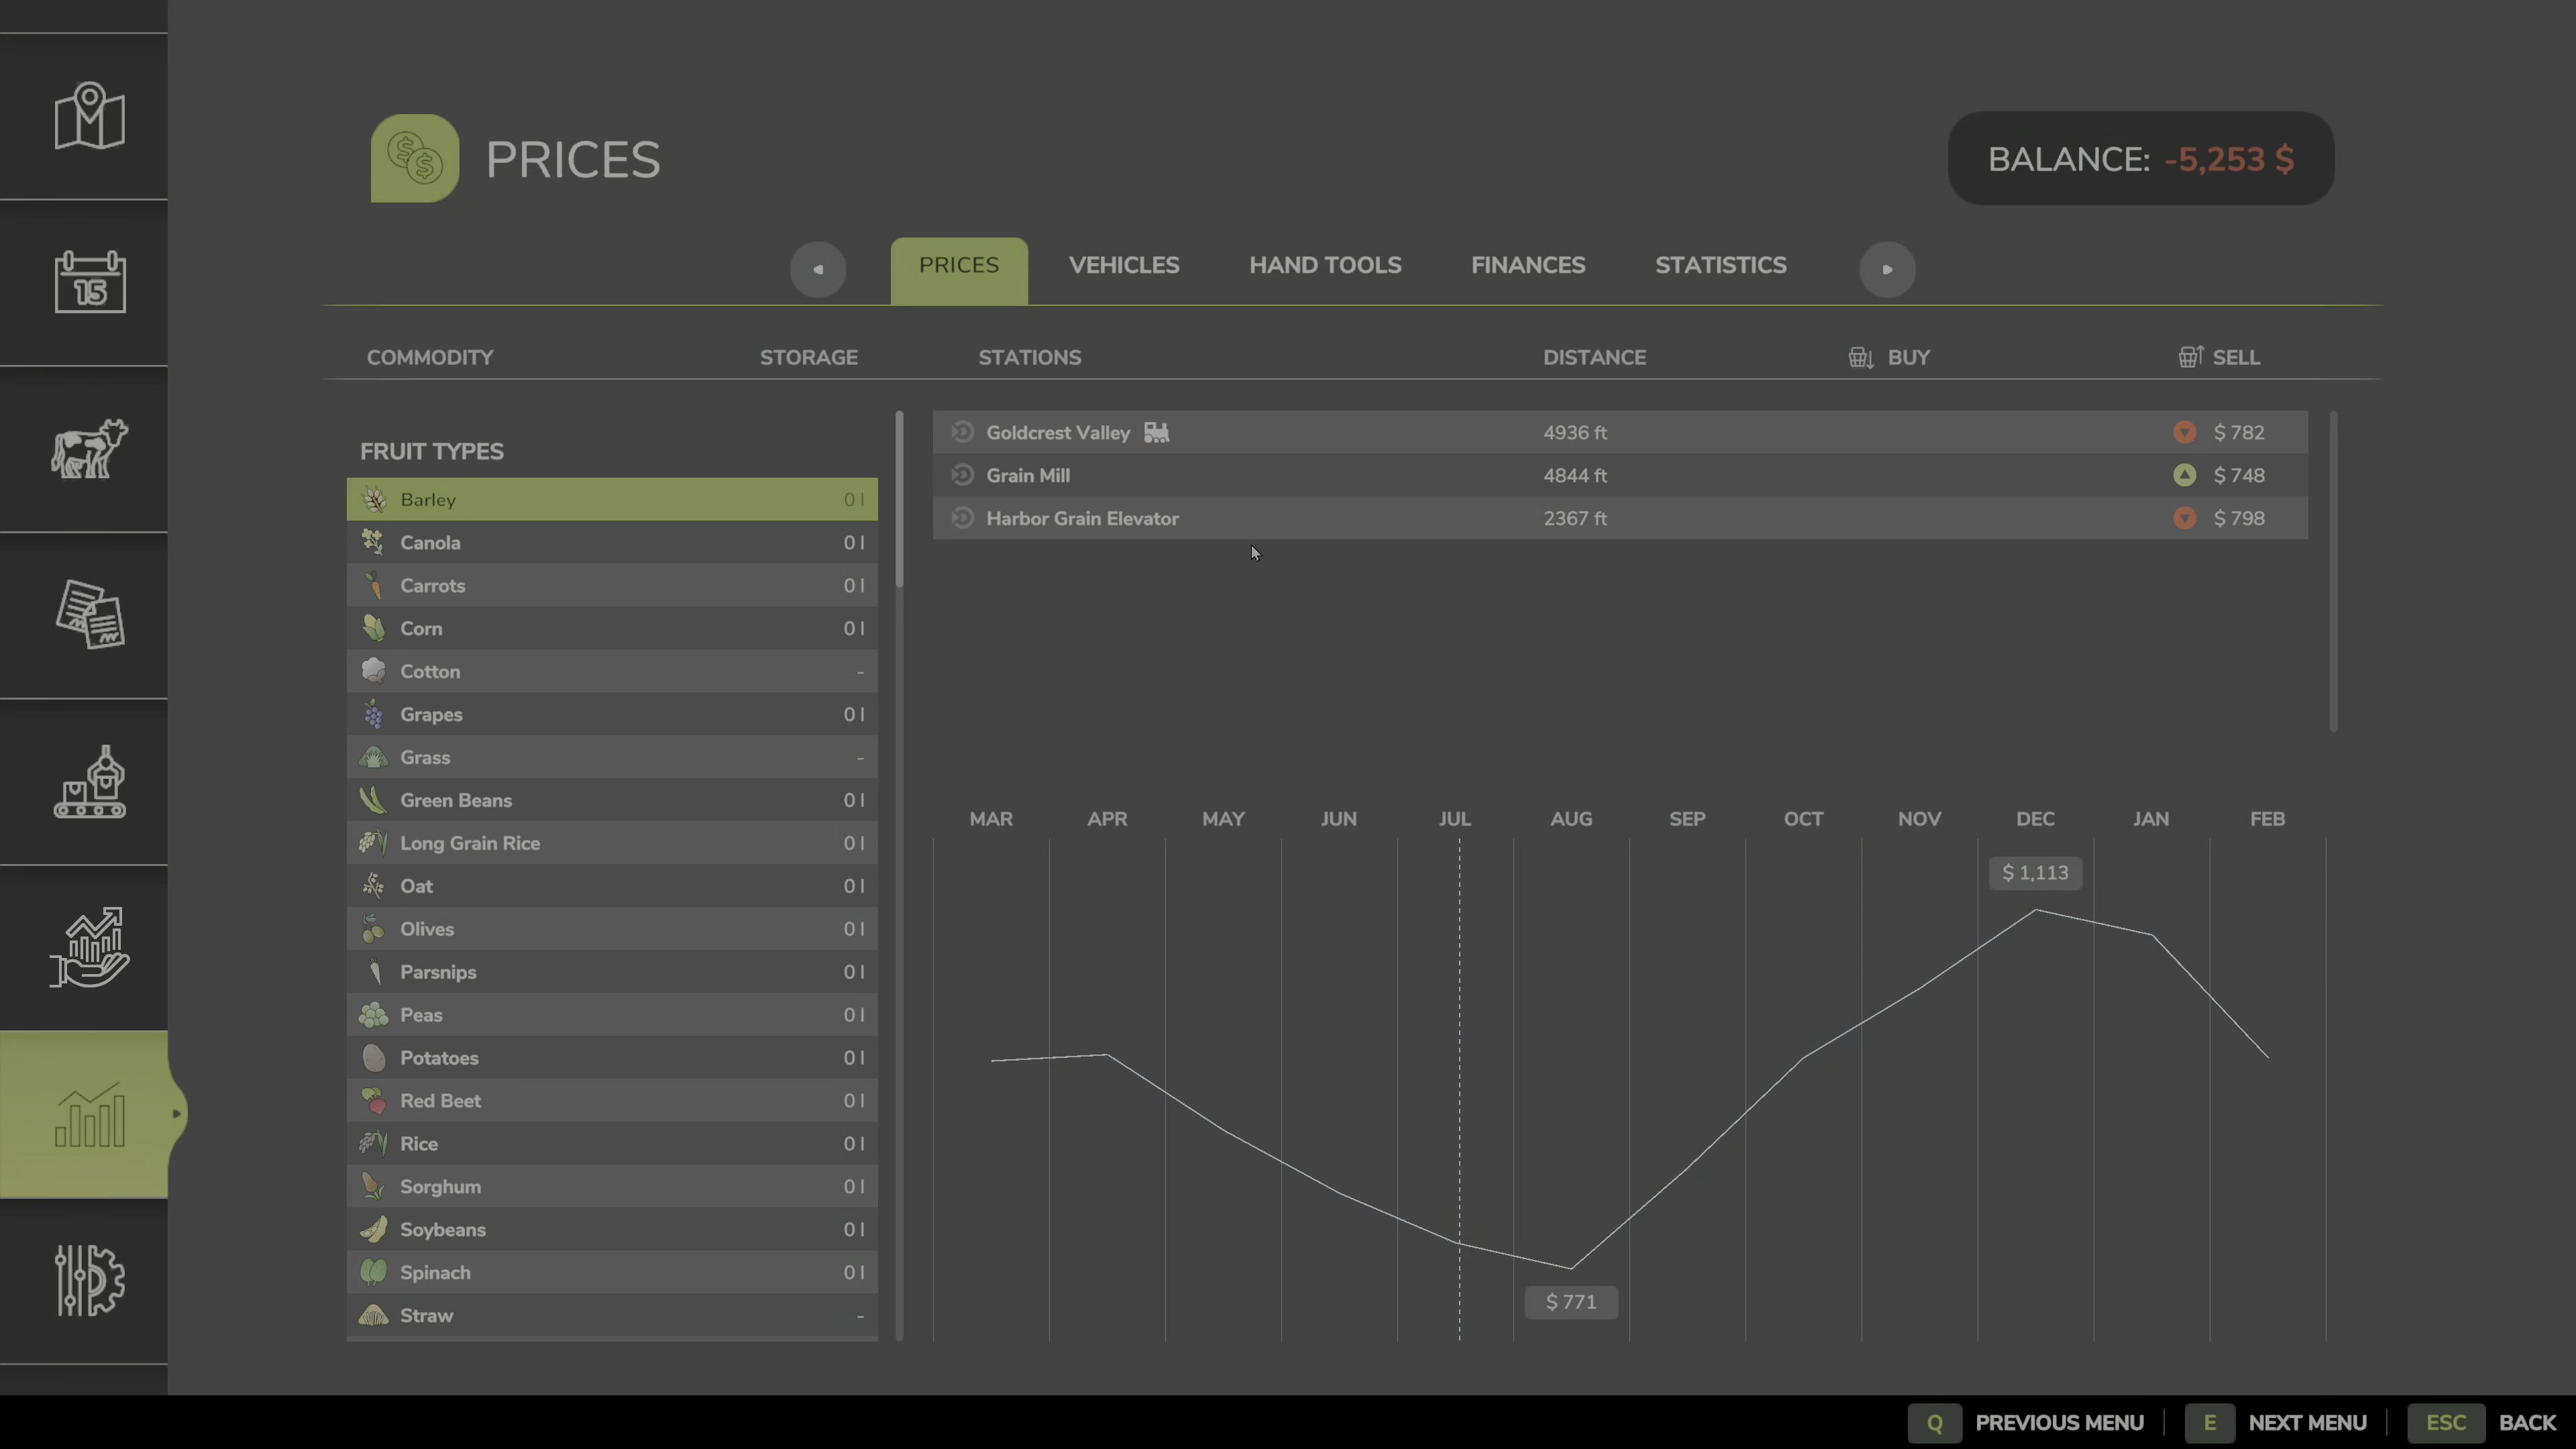 PRICES
BALANCE: -5,253 $
PRICES VEHICLES HAND TOOLS FINANCES STATISTICS
15
COMMODITY STORAGE STATIONS DISTANCE BUY SELL
FRUIT TYPES
Barley 0 l
Canola 0 l
Carrots 0 l
Corn 0 l
Cotton -
Grapes 0 l
Grass -
Green Beans 0 l
Long Grain Rice 0 l
Oat 0 l
Olives 0 l
Parsnips 0 l
Peas 0 l
Potatoes 0 l
Red Beet 0 l
Rice 0 l
Sorghum 0 l
Soybeans 0 l
Spinach 0 l
Straw -
Goldcrest Valley 4936 ft $ 782
Grain Mill 4844 ft $ 748
Harbor Grain Elevator 2367 ft $ 798
MAR APR MAY JUN JUL AUG SEP OCT NOV DEC JAN FEB
$ 1,113
$ 771
Q PREVIOUS MENU E NEXT MENU ESC BACK